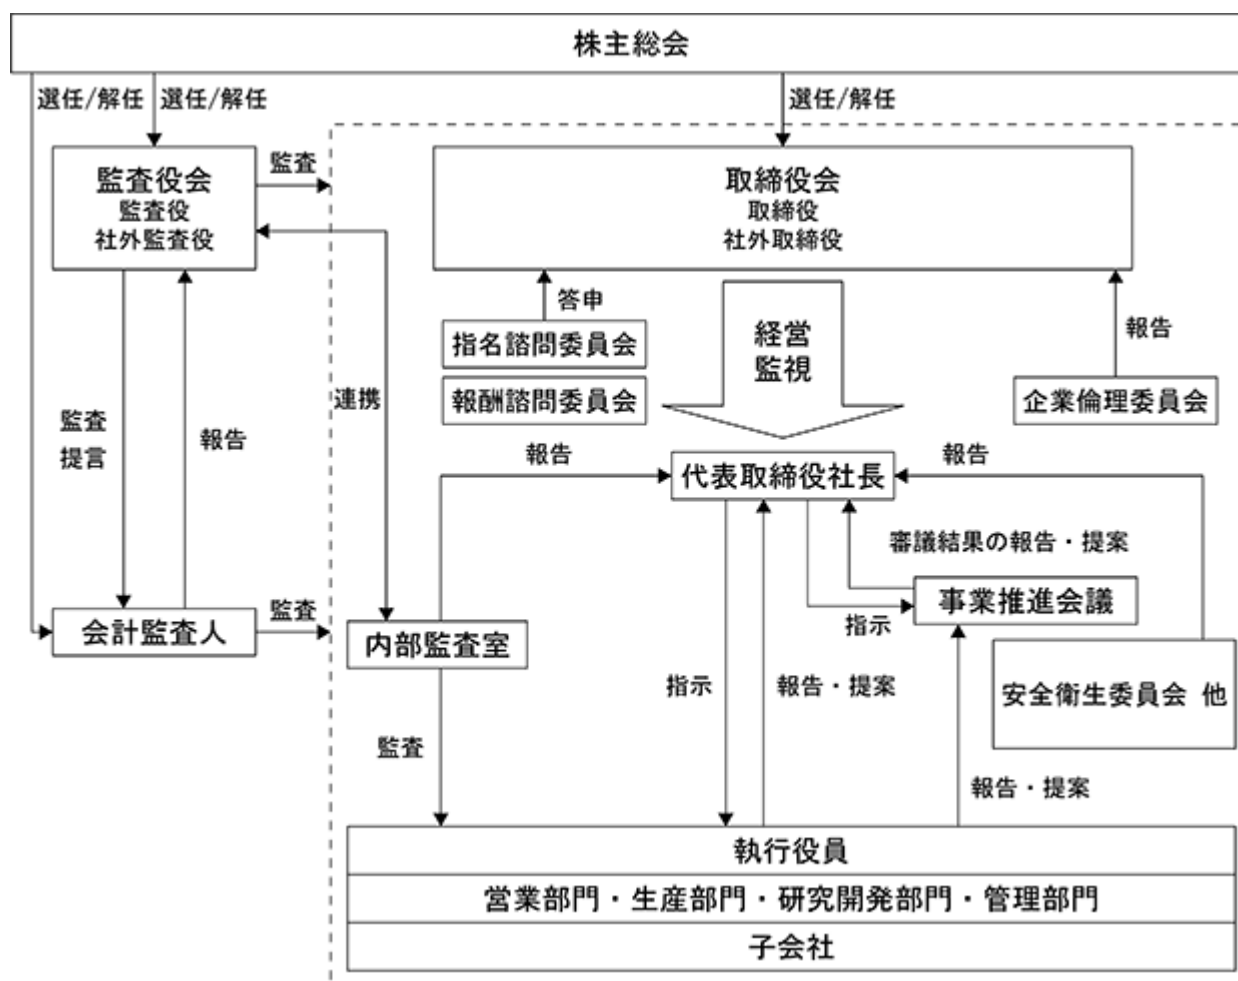 株主総会
選任/解任
選任/解任
選任/解任
監査役会
監査役
社外監査役
監査
取締役会
取締役
社外取締役
答申
指名諮問委員会
報酬諮問委員会
経営
監視
報告
企業倫理委員会
連携
監査
提言
報告
報告
代表取締役社長
報告
審議結果の報告・提案
事業推進会議
指示
会計監査人
監査
内部監査室
安全衛生委員会 他
指示
報告・提案
監査
報告・提案
執行役員
営業部門・生産部門・研究開発部門・管理部門
子会社